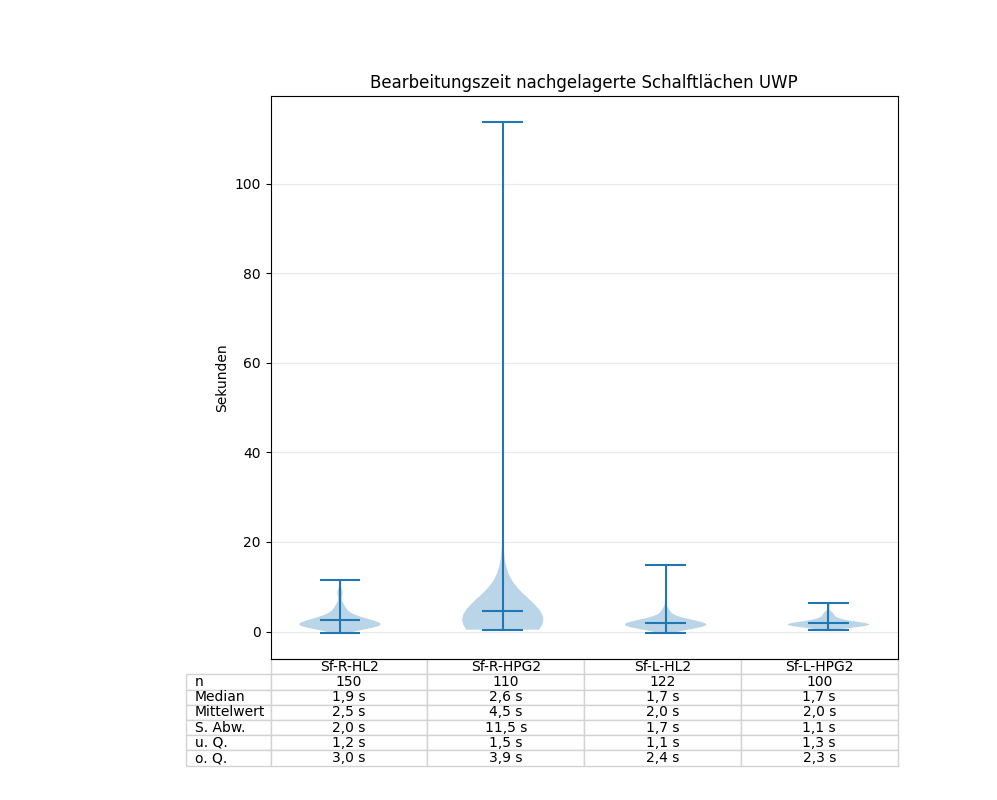 Bearbeitungszeit nachgelagerte Schalftlächen UWP
100
80
60
40
20
0
Sekunden
Sf-R-HL2 Sf-R-HPG2 Sf-L-HL2 Sf-L-HPG2
n 150 110 122 100
Median 1,9 s 2,6 s 1,7 s 1,7 s
Mittelwert 2,5 s 4,5 s 2,0 s 2,0 s
S. Abw. 2,0 s 11,5 s 1,7 s 1,1 s
u. Q. 1,2 s 1,5 s 1,1 s 1,3 s
o. Q. 3,0 s 3,9 s 2,4 s 2,3 s